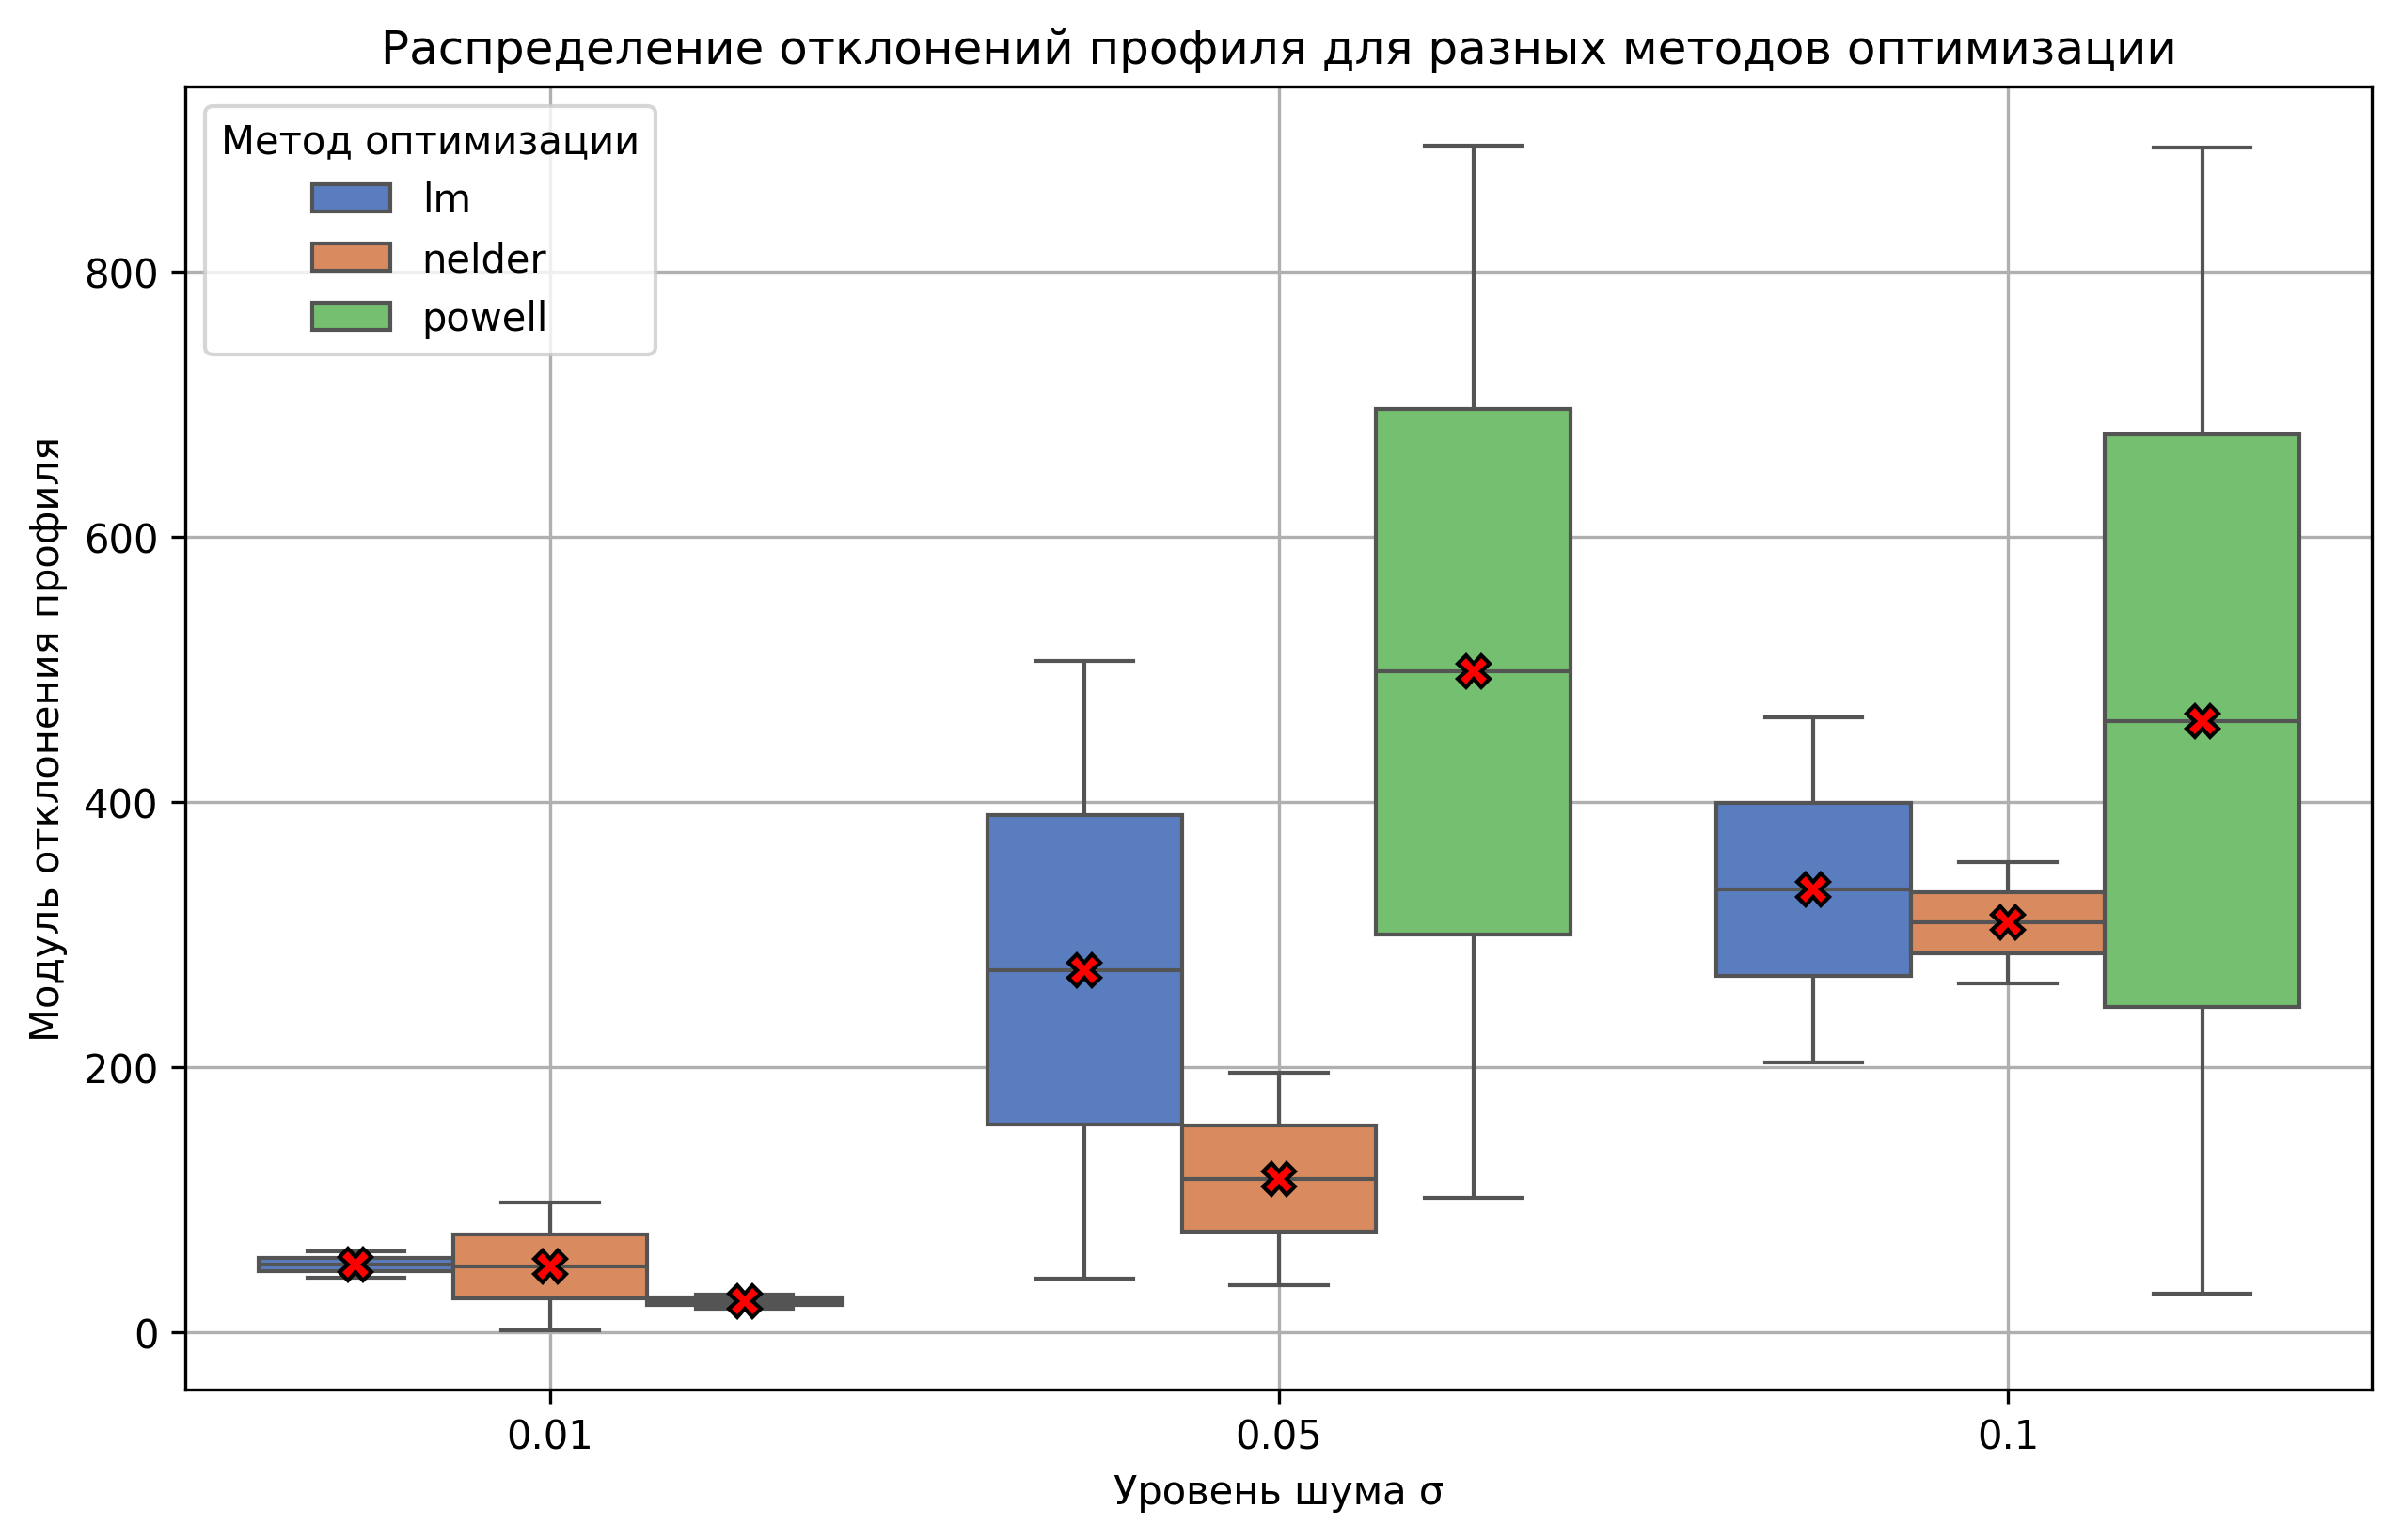 Распределение отклонений профиля для разных методов оптимизации
Метод оптимизации
lm
nelder
powell
Модуль отклонения профиля
800
600
400
200
0
0.01
0.05
0.1
Уровень шума σ